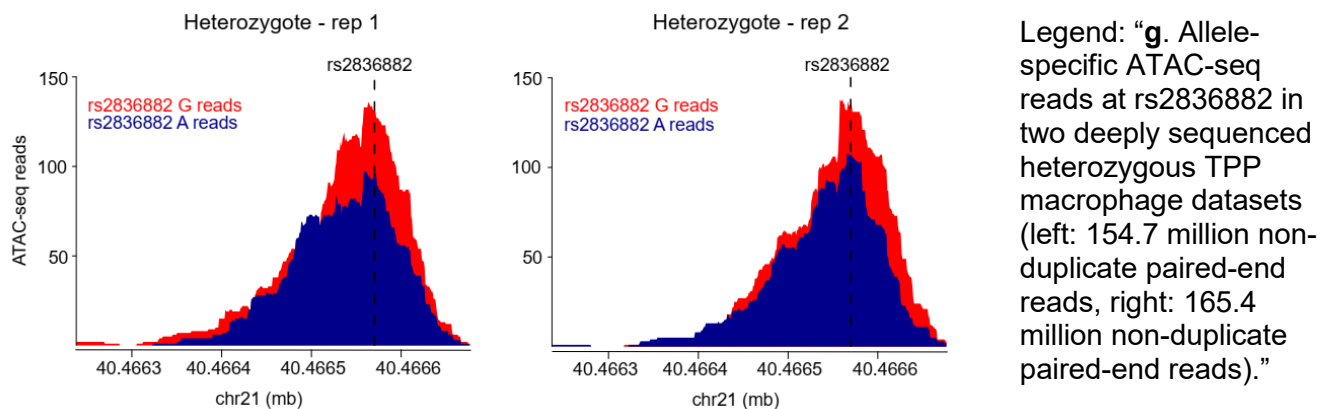 Heterozygote - rep 1
rs2836882
150
100
50
ATAC-seq reads
rs2836882 G reads
rs2836882 A reads
40.4663 40.4664 40.4665 40.4666
chr21 (mb)
Heterozygote - rep 2
rs2836882
150
100
50
rs2836882 G reads
rs2836882 A reads
40.4663 40.4664 40.4665 40.4666
chr21 (mb)
Legend: “g. Allele-
specific ATAC-seq
reads at rs2836882 in
two deeply sequenced
heterozygous TPP
macrophage datasets
(left: 154.7 million non-
duplicate paired-end
reads, right: 165.4
million non-duplicate
paired-end reads).”